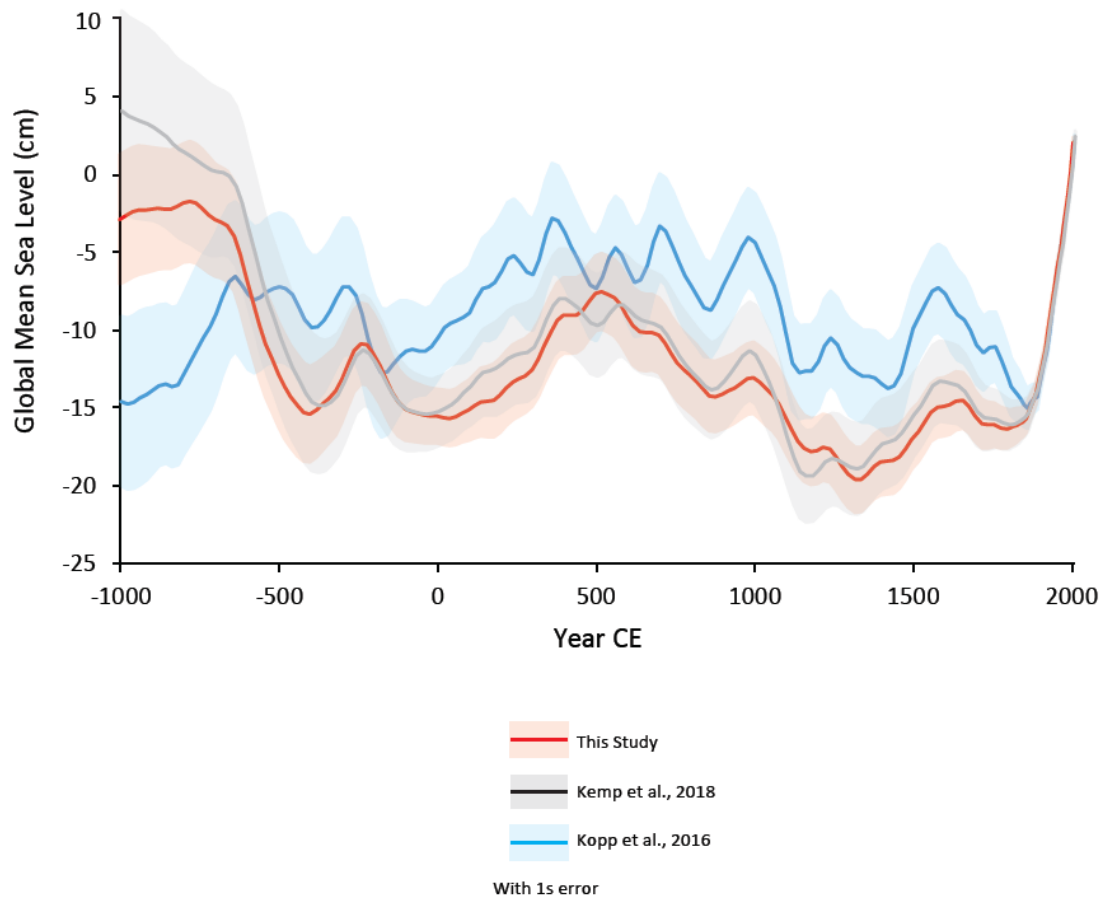 10
5
0
-5
-10
-15
-20
-25
Global Mean Sea Level (cm)
-1000 -500 0 500 1000 1500 2000
Year CE
This Study
Kemp et al., 2018
Kopp et al., 2016
With 1s error